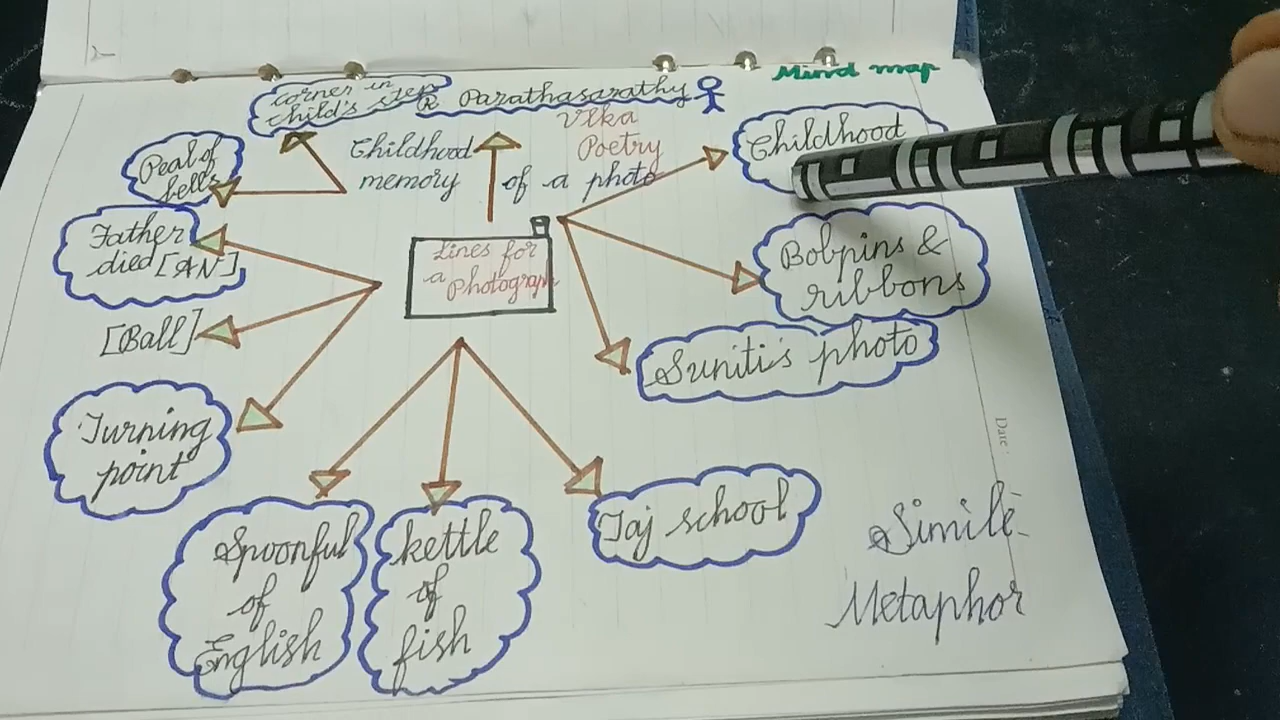 Mind map
corner in
child's step
R Parathasarathy
Childhood
memory
Vlka
Poetry
of a photo
Peal of
bells
Childhood
Father
died [AN]
Lines for
a
Photograph
Bobpins &
ribbons
[Ball]
Suniti's photo
Turning
point
Spoonful
of
English
kettle
of
fish
Taj school
Date :
Simile-
Metaphor